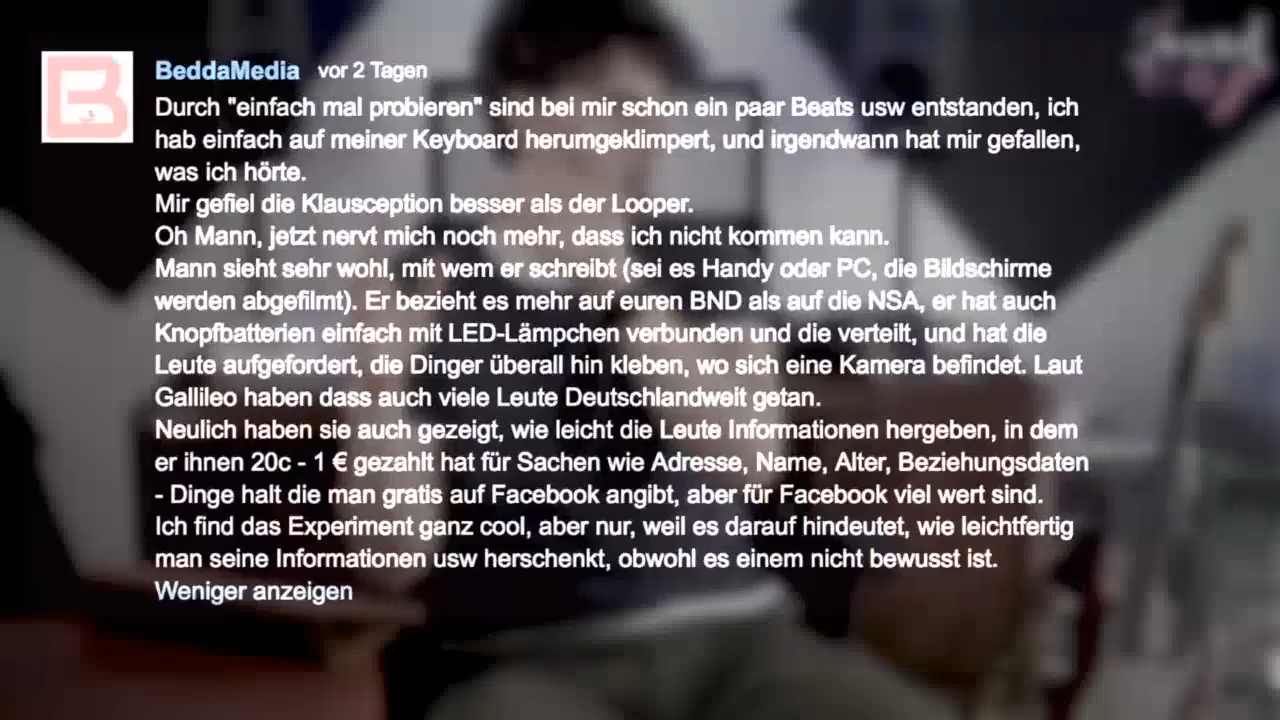 BeddaMedia vor 2 Tagen
Durch "einfach mal probieren" sind bei mir schon ein paar Beats usw entstanden, ich
hab einfach auf meiner Keyboard herumgeklimpert, und irgendwann hat mir gefallen,
was ich hörte.
Mir gefiel die Klausception besser als der Looper.
Oh Mann, jetzt nervt mich noch mehr, dass ich nicht kommen kann.
Mann sieht sehr wohl, mit wem er schreibt (sei es Handy oder PC, die Bildschirme
werden abgefilmt). Er bezieht es mehr auf euren BND als auf die NSA, er hat auch
Knopfbatterien einfach mit LED-Lämpchen verbunden und die verteilt, und hat die
Leute aufgefordert, die Dinger überall hin kleben, wo sich eine Kamera befindet. Laut
Gallileo haben dass auch viele Leute Deutschlandweit getan.
Neulich haben sie auch gezeigt, wie leicht die Leute Informationen hergeben, in dem
er ihnen 20c - 1 € gezahlt hat für Sachen wie Adresse, Name, Alter, Beziehungsdaten
- Dinge halt die man gratis auf Facebook angibt, aber für Facebook viel wert sind.
Ich find das Experiment ganz cool, aber nur, weil es darauf hindeutet, wie leichtfertig
man seine Informationen usw herschenkt, obwohl es einem nicht bewusst ist.
Weniger anzeigen